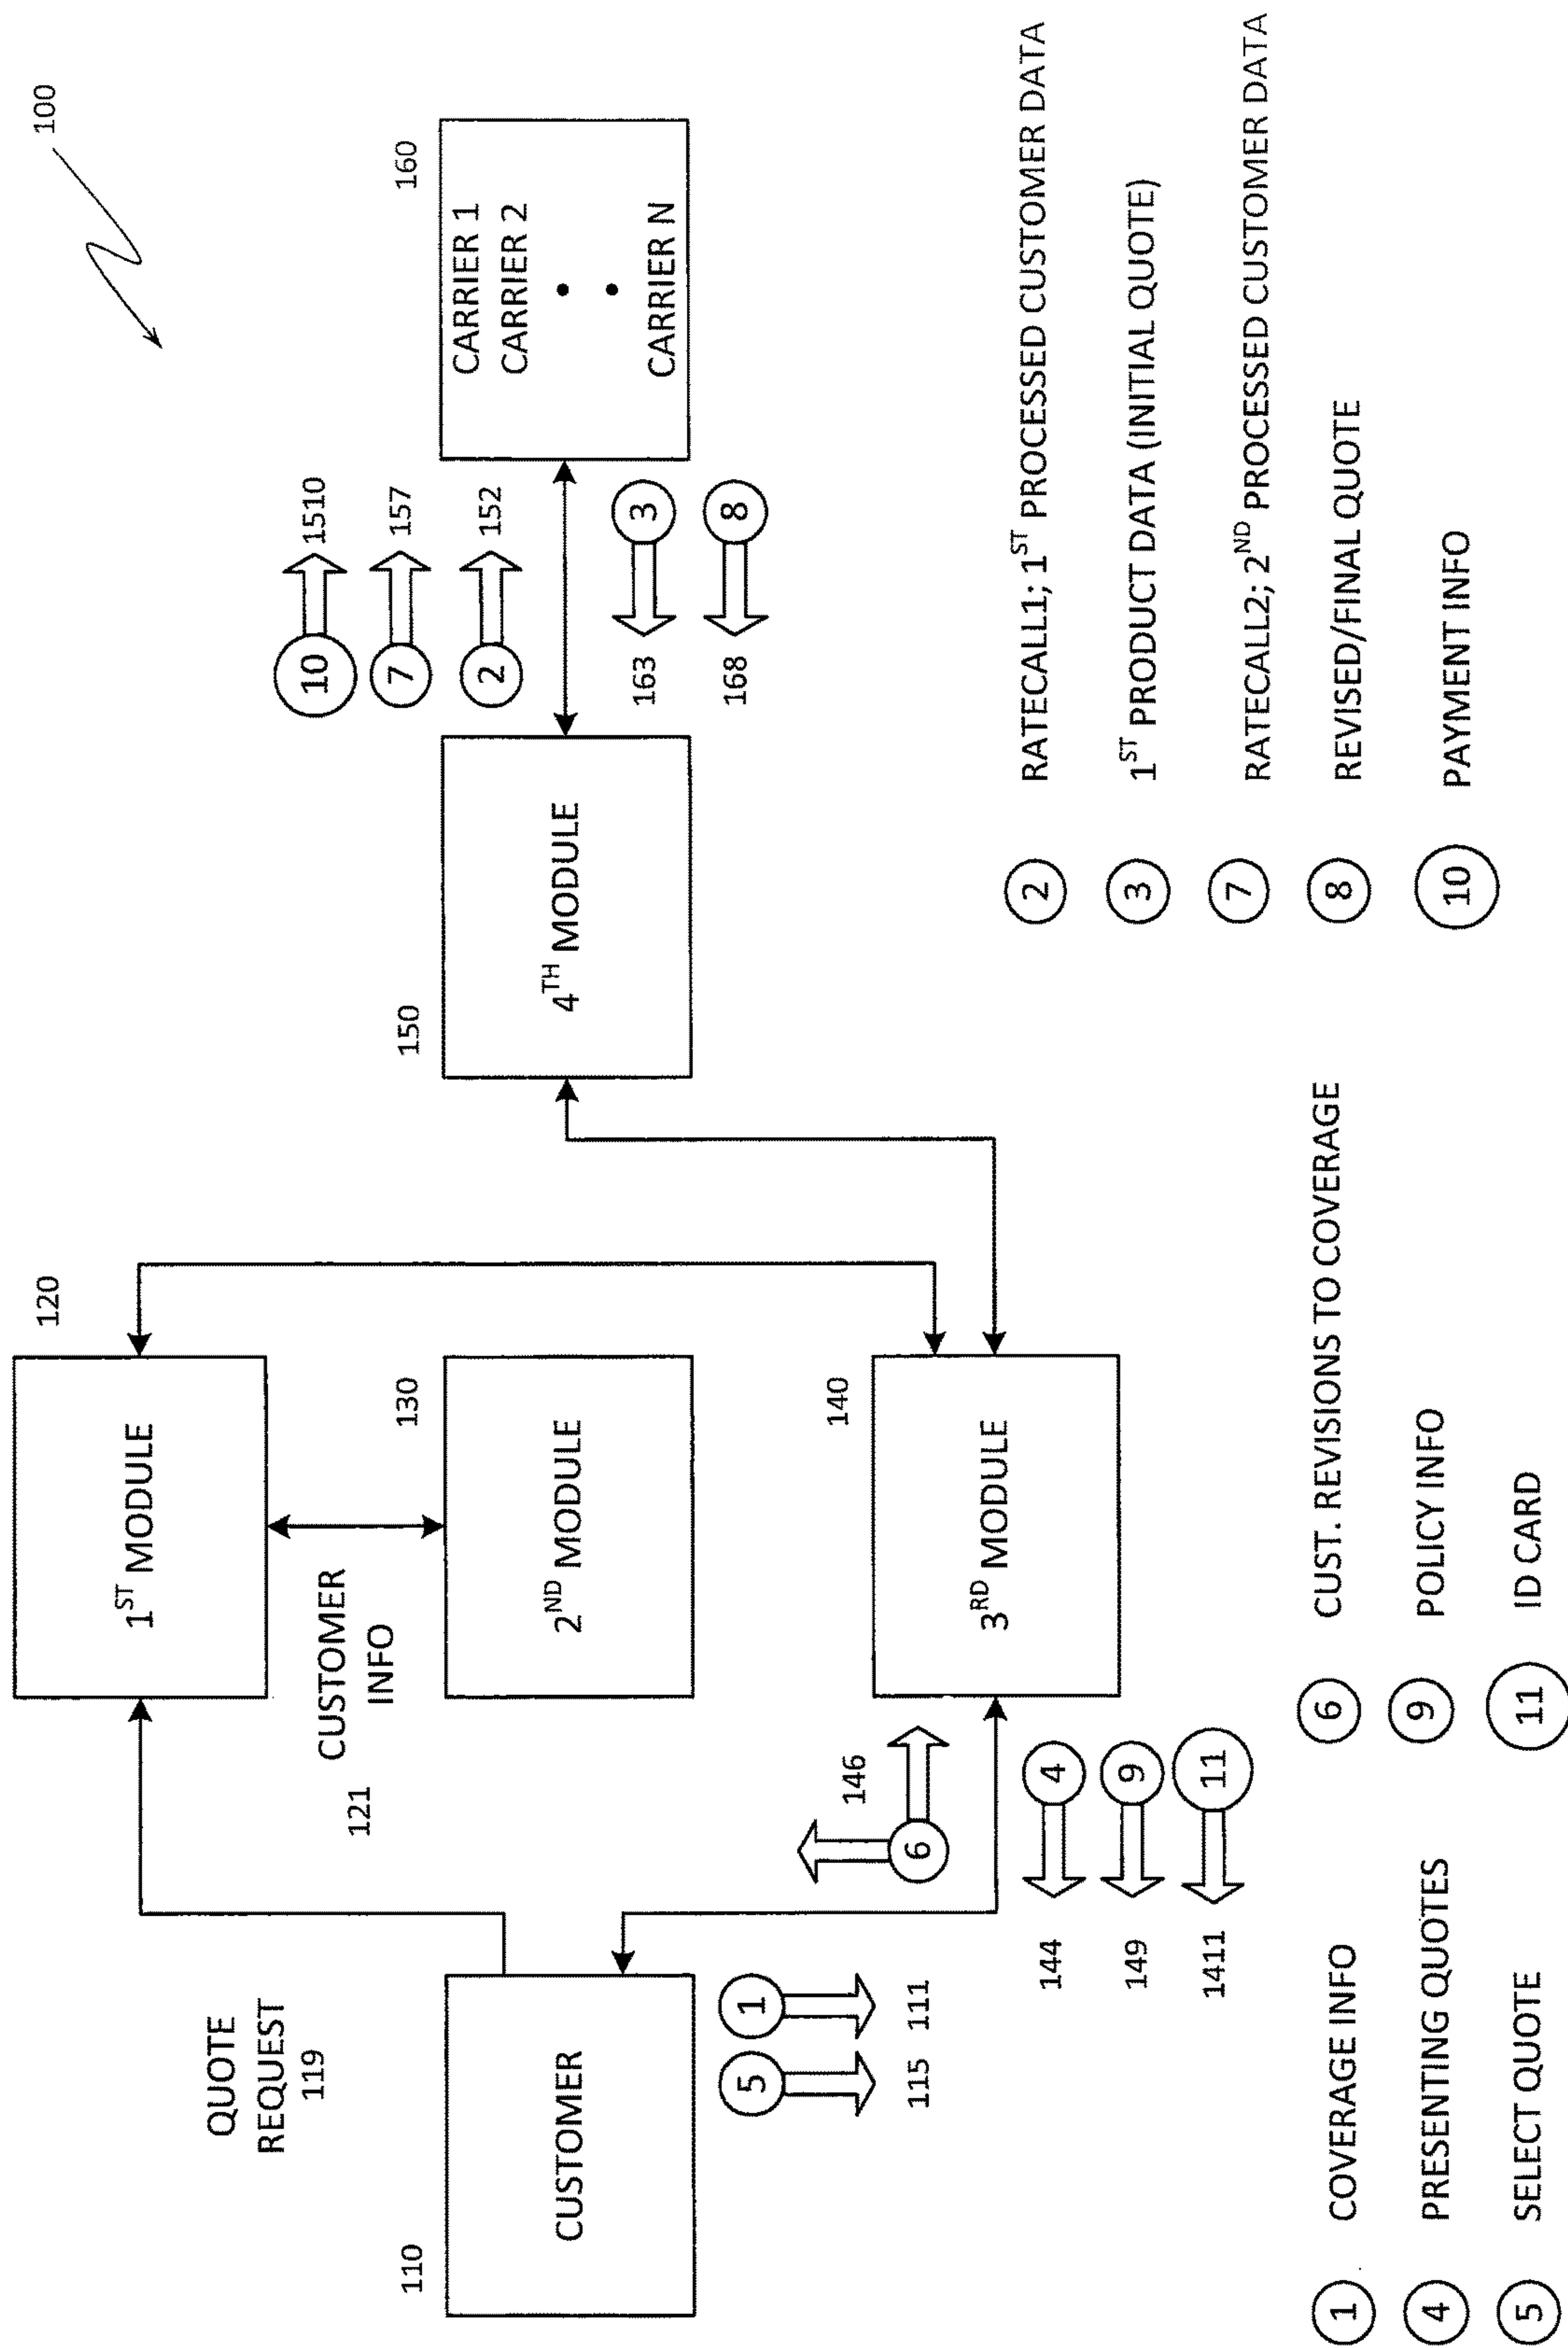 100
QUOTE
REQUEST
119
120
1ST MODULE
CUSTOMER
INFO
121
110
CUSTOMER
130
2ND MODULE
150
4TH MODULE
160
CARRIER 1
CARRIER 2
CARRIER N
10 1510
7 157
2 152
163 3
168 8
5 1
115 111
146
6
140
3RD MODULE
144 4
149 9
1411 11
1 COVERAGE INFO
4 PRESENTING QUOTES
5 SELECT QUOTE
6 CUST. REVISIONS TO COVERAGE
9 POLICY INFO
11 ID CARD
2 RATECALL1; 1ST PROCESSED CUSTOMER DATA
3 1ST PRODUCT DATA (INITIAL QUOTE)
7 RATECALL2; 2ND PROCESSED CUSTOMER DATA
8 REVISED/FINAL QUOTE
10 PAYMENT INFO